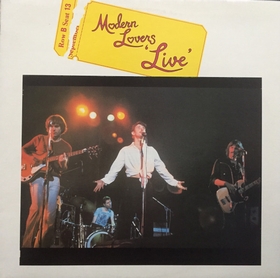 Row B Seat 13
Modern
Lovers
'Live'